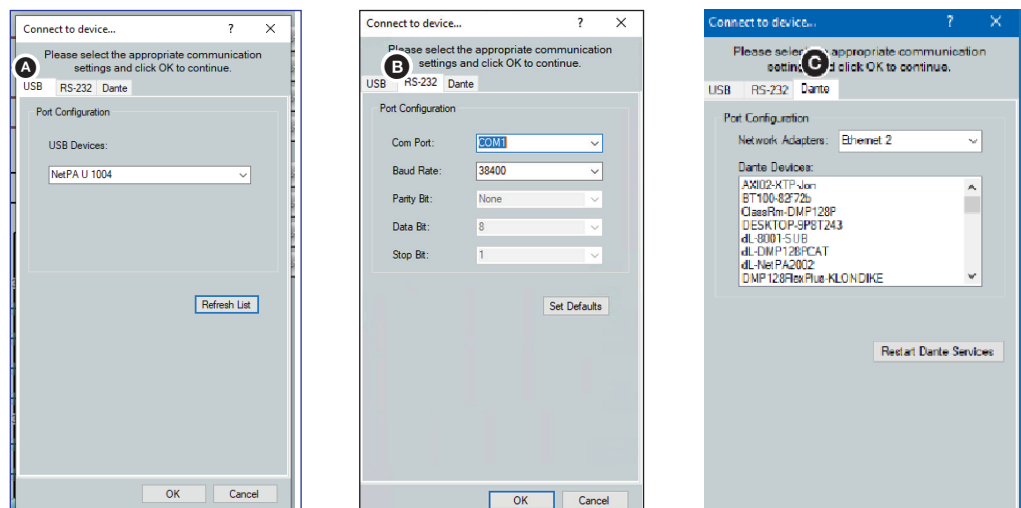 Connect to device... ? ×
Please select the appropriate communication
settings and click OK to continue.
A
USB RS-232 Dante
Port Configuration
USB Devices:
NetPA U 1004
Refresh List
OK Cancel
Connect to device... ? ×
Please select the appropriate communication
settings and click OK to continue.
B
USB RS-232 Dante
Port Configuration
Com Port: COM1
Baud Rate: 38400
Parity Bit: None
Data Bit: 8
Stop Bit: 1
Set Defaults
OK Cancel
Connect to device... ? ×
Please appropriate communication
click OK to continue.
C
USB RS-232 Dante
Port Configuration
Network Adapters: Ethernet 2
Dante Devices:
AXI02-XTP-Jon
BT100-82f72b
ClassRm-DMP128P
DESKTOP-9P8T243
dL-8001-SUB
dL-DMP128PCAT
dL-NetPA2002
DMP128FlexPlus-KLONDIKE
Restart Dante Services